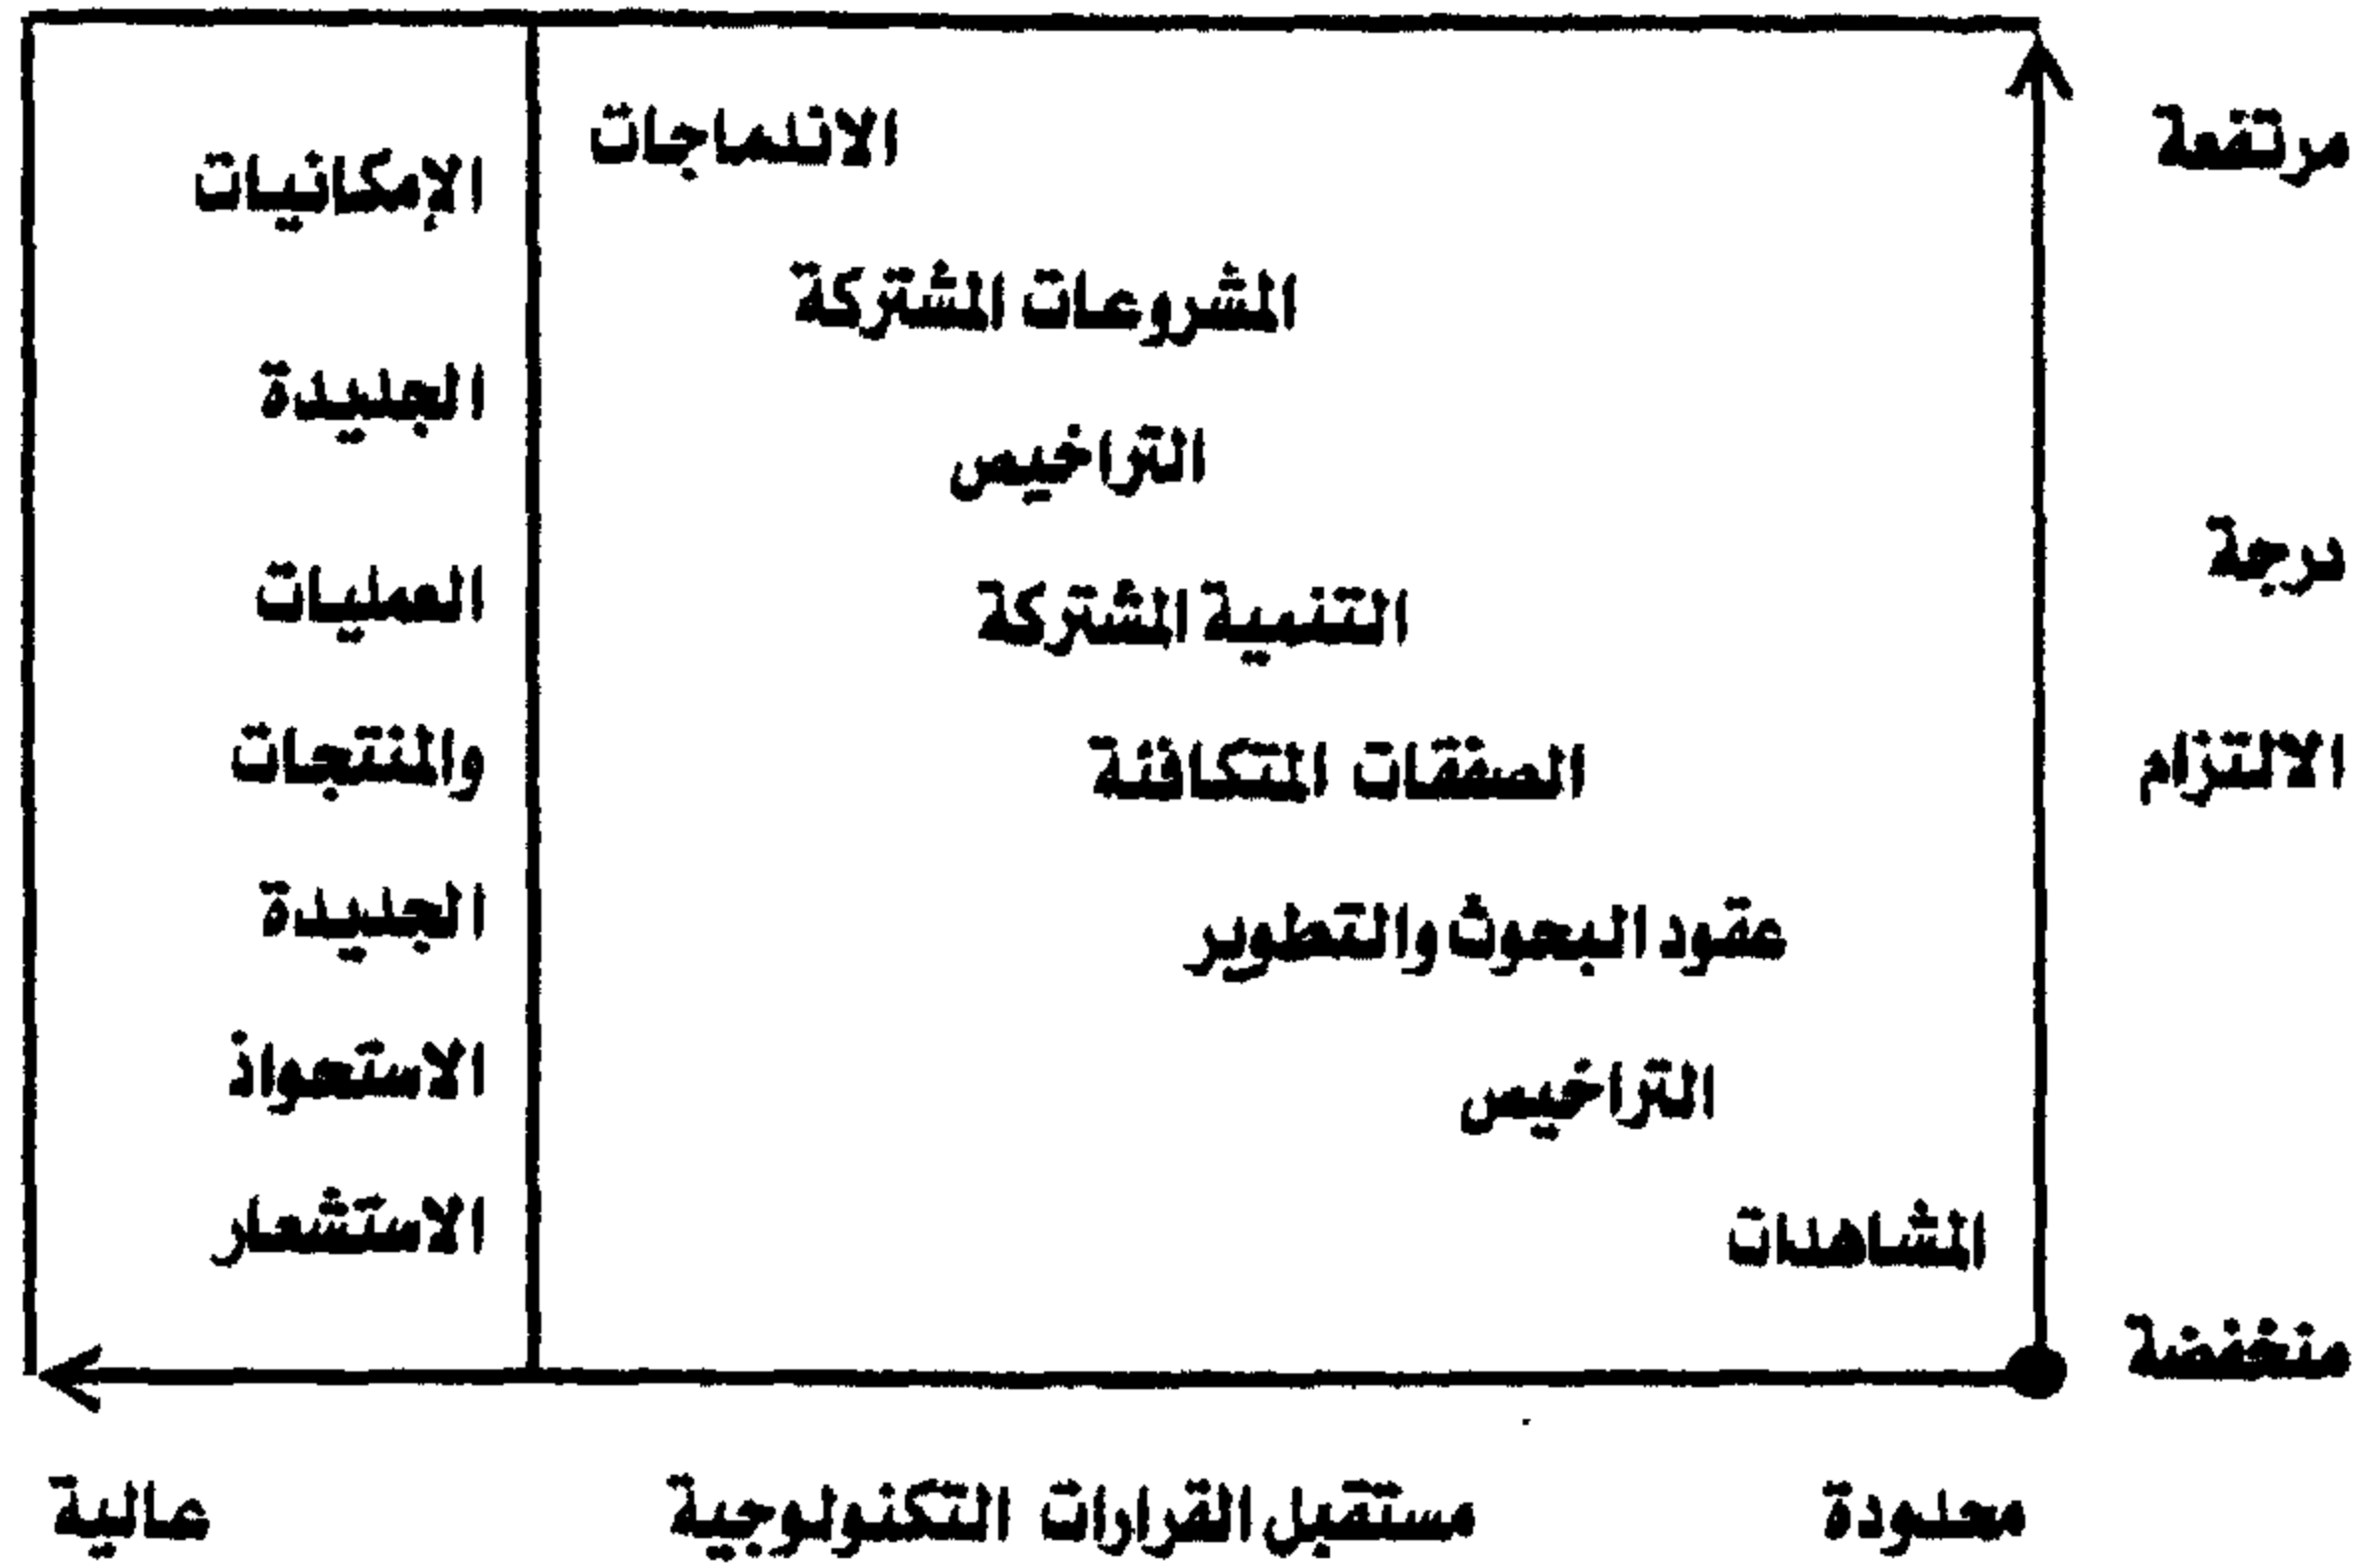 مرتفعة
درجة
الالتزام
منخفضة
الاندماجات
المشروعات المشتركة
التراخيص
التنمية المشتركة
الصفقات المتكافئة
عقود البحوث والتطوير
التراخيص
المشاهدات
الإمكانيات
الجديدة
العمليات
والمنتجات
الجديدة
الاستحواذ
الاستشعار
محدودة
مستقبل القرارات التكنولوجية
عالية